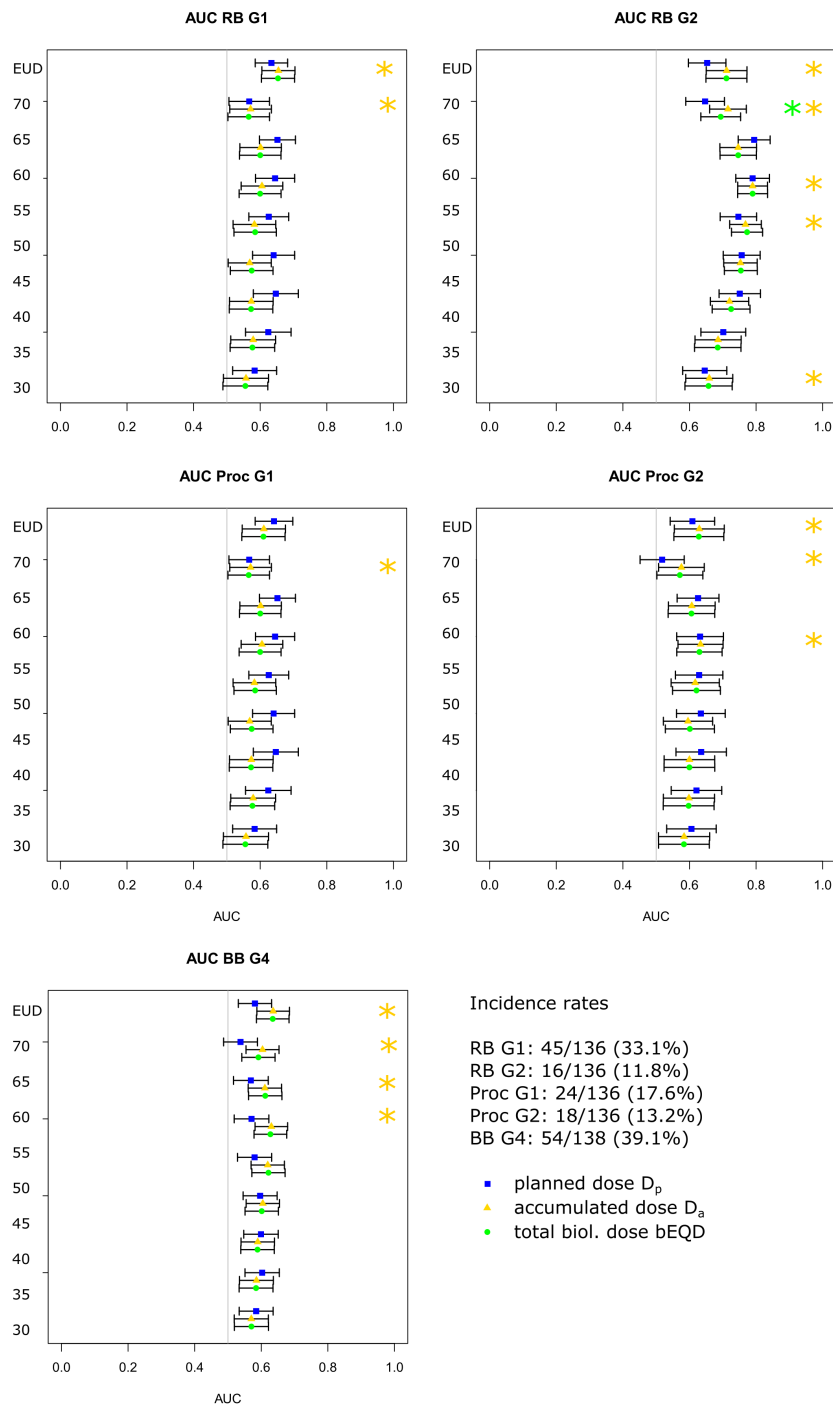 AUC RB G1
EUD
70
65
60
55
50
45
40
35
30
0.0 0.2 0.4 0.6 0.8 1.0
AUC RB G2
EUD
70
65
60
55
50
45
40
35
30
0.0 0.2 0.4 0.6 0.8 1.0
AUC Proc G1
EUD
70
65
60
55
50
45
40
35
30
0.0 0.2 0.4 0.6 0.8 1.0
AUC
AUC Proc G2
EUD
70
65
60
55
50
45
40
35
30
0.0 0.2 0.4 0.6 0.8 1.0
AUC
AUC BB G4
EUD
70
65
60
55
50
45
40
35
30
0.0 0.2 0.4 0.6 0.8 1.0
AUC
Incidence rates
RB G1: 45/136 (33.1%)
RB G2: 16/136 (11.8%)
Proc G1: 24/136 (17.6%)
Proc G2: 18/136 (13.2%)
BB G4: 54/138 (39.1%)
planned dose Dp
accumulated dose Da
total biol. dose bEQD